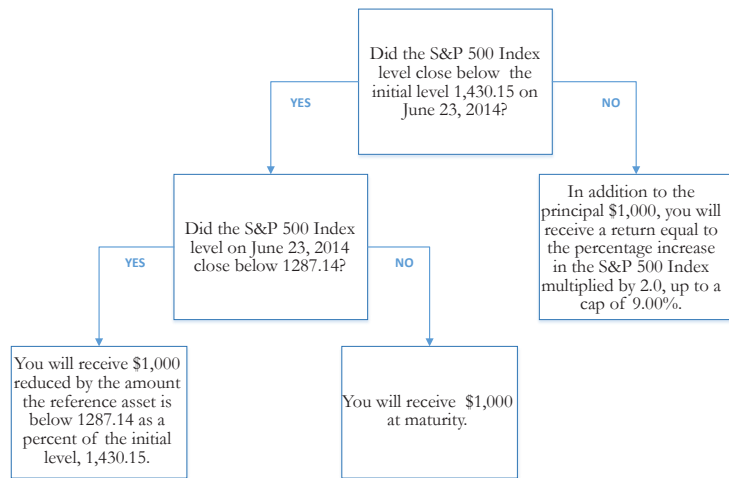 Did the S&P 500 Index
level close below the
initial level 1,430.15 on
June 23, 2014?
YES
NO
Did the S&P 500 Index
level on June 23, 2014
close below 1287.14?
In addition to the
principal $1,000, you will
receive a return equal to
the percentage increase
in the S&P 500 Index
multiplied by 2.0, up to a
cap of 9.00%.
YES
NO
You will receive $1,000
reduced by the amount
the reference asset is
below 1287.14 as a
percent of the initial
level, 1,430.15.
You will receive $1,000
at maturity.